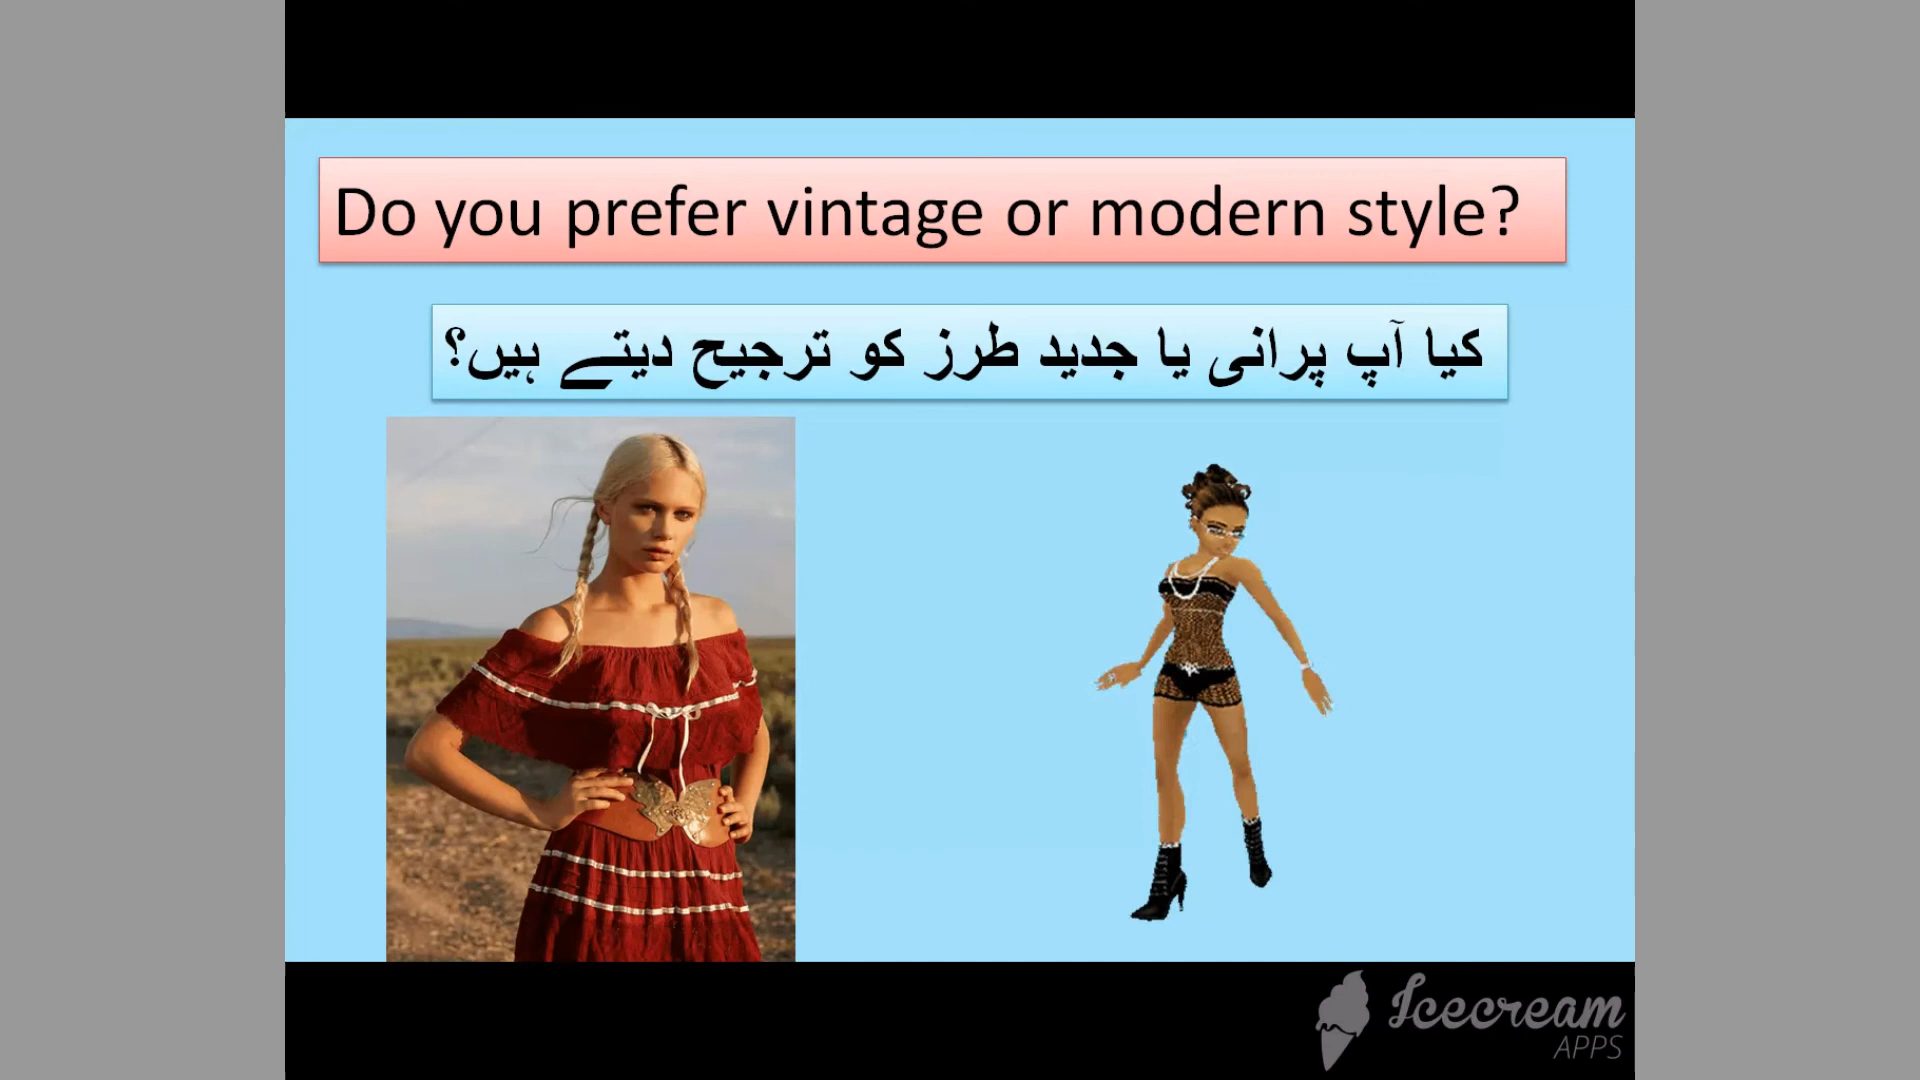 Do you prefer vintage or modern style?
کیا آپ پرانی یا جدید طرز کو ترجیح دیتے ہیں؟
Icecream
APPS